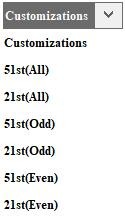 Customizations
Customizations
51st(All)
21st(All)
51st(Odd)
21st(Odd)
51st(Even)
21st(Even)